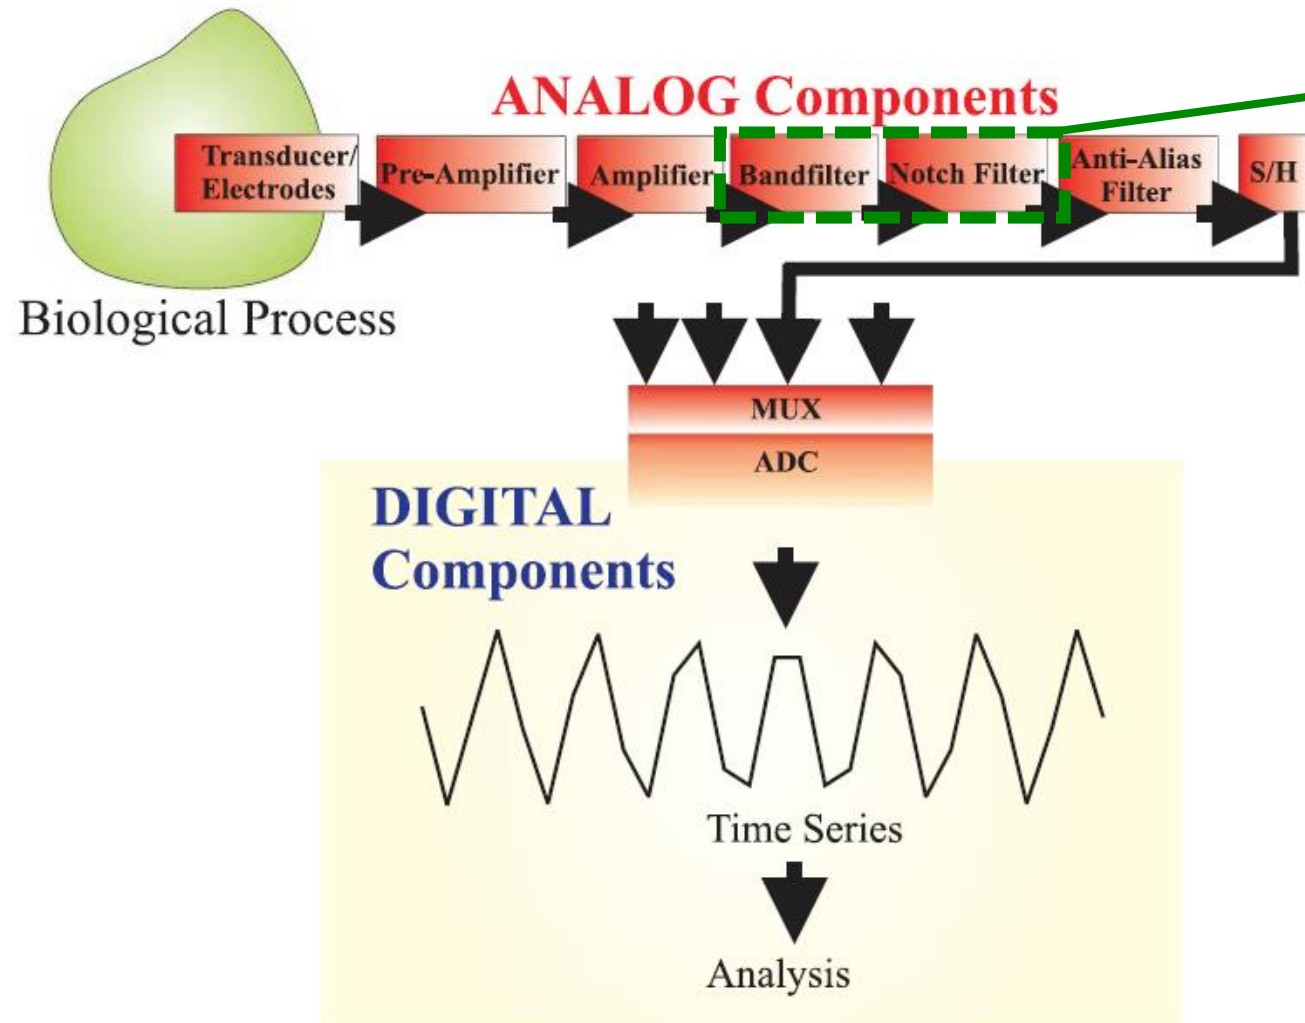 ANALOG Components
Transducer/
Electrodes
Pre-Amplifier
Amplifier
Bandfilter
Notch Filter
Anti-Alias
Filter
S/H
Biological Process
MUX
ADC
DIGITAL
Components
Time Series
Analysis